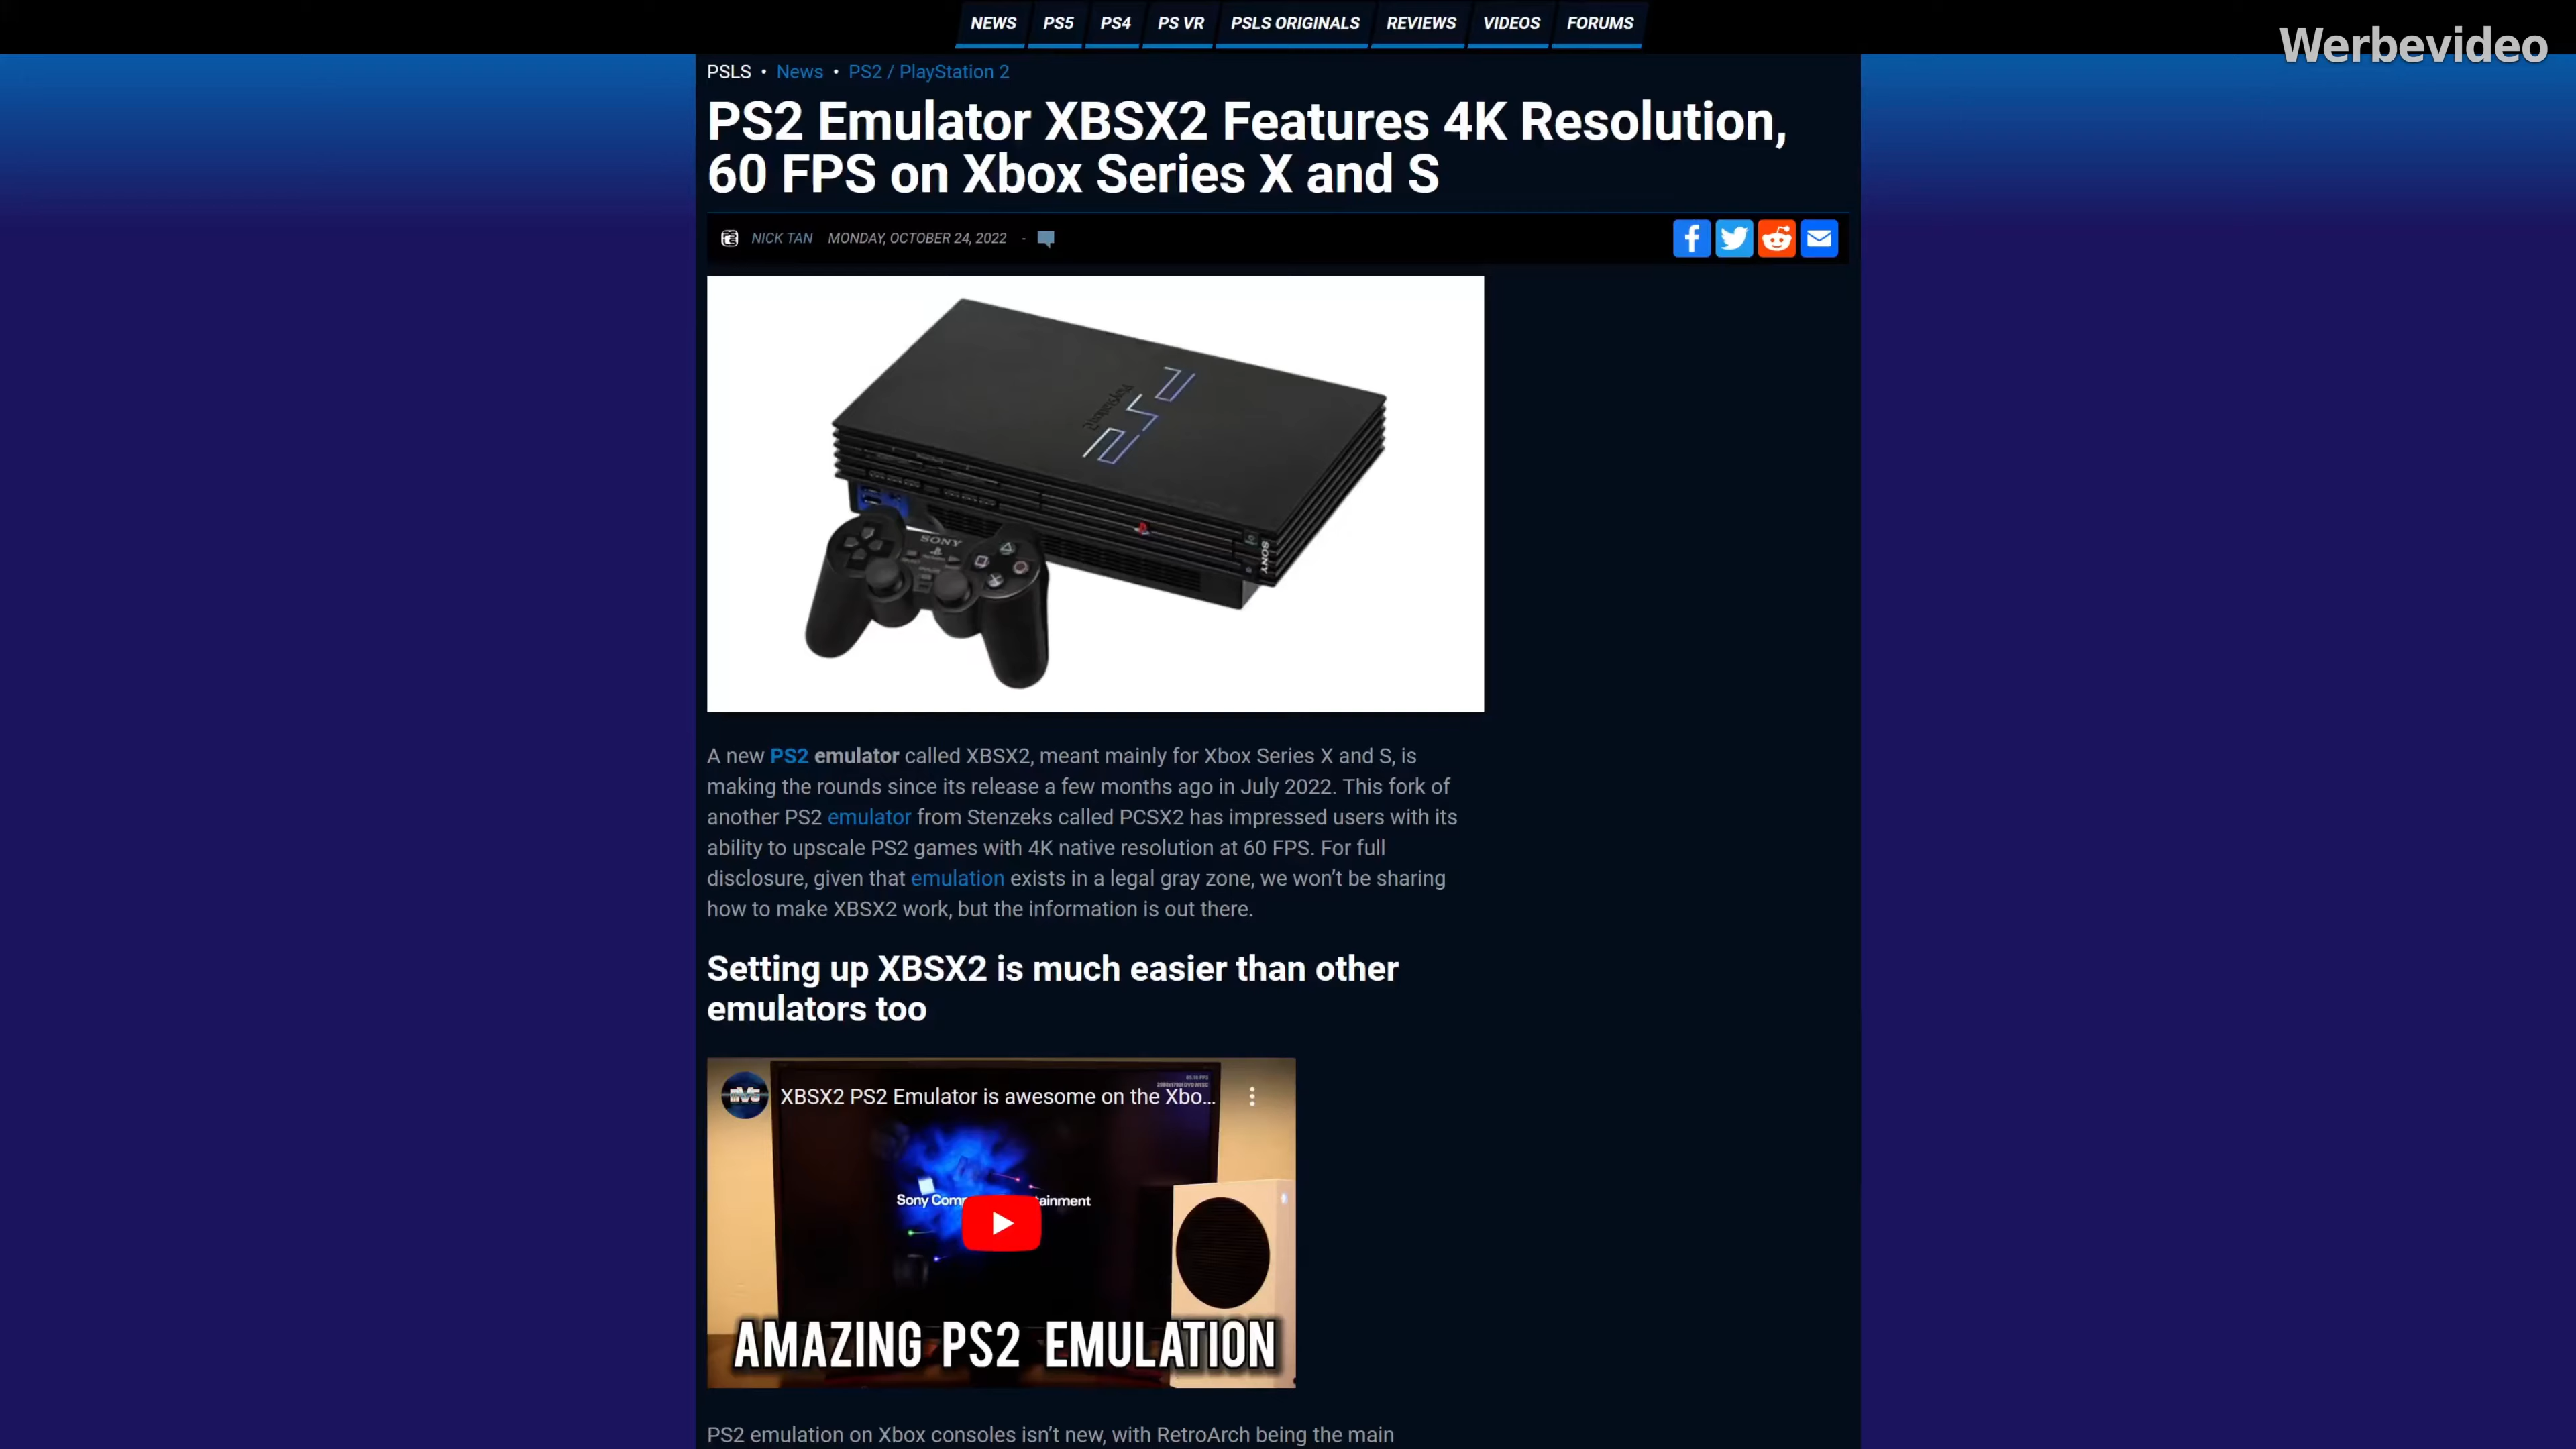 NEWS PS5 PS4 PS VR PSLS ORIGINALS REVIEWS VIDEOS FORUMS
Werbevideo
PSLS • News • PS2 / PlayStation 2
PS2 Emulator XBSX2 Features 4K Resolution,
60 FPS on Xbox Series X and S
NICK TAN MONDAY, OCTOBER 24, 2022 -
PlayStation 2
SONY
SONY
A new PS2 emulator called XBSX2, meant mainly for Xbox Series X and S, is
making the rounds since its release a few months ago in July 2022. This fork of
another PS2 emulator from Stenzeks called PCSX2 has impressed users with its
ability to upscale PS2 games with 4K native resolution at 60 FPS. For full
disclosure, given that emulation exists in a legal gray zone, we won’t be sharing
how to make XBSX2 work, but the information is out there.
Setting up XBSX2 is much easier than other
emulators too
MVG
XBSX2 PS2 Emulator is awesome on the Xbo...
Sony Comp ainment
AMAZING PS2 EMULATION
PS2 emulation on Xbox consoles isn’t new, with RetroArch being the main